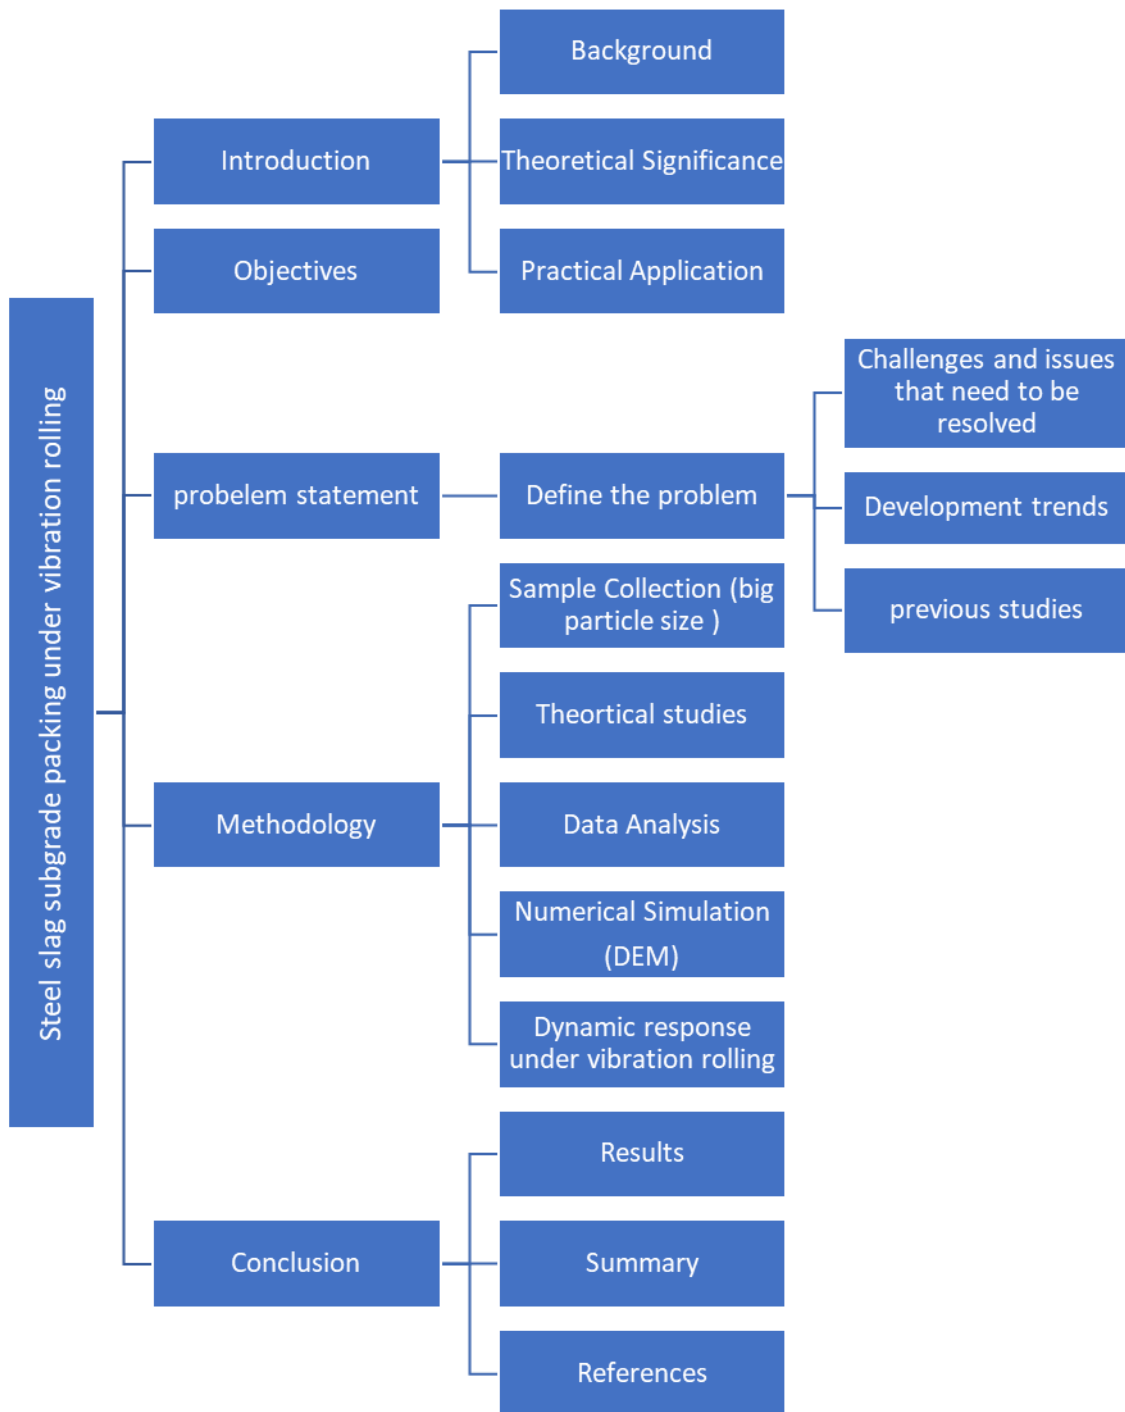 Steel slag subgrade packing under vibration rolling
Introduction
Background
Theoretical Significance
Practical Application
Objectives
probelem statement
Define the problem
Challenges and issues
that need to be
resolved
Development trends
previous studies
Methodology
Sample Collection (big
particle size )
Theortical studies
Data Analysis
Numerical Simulation
(DEM)
Dynamic response
under vibration rolling
Conclusion
Results
Summary
References